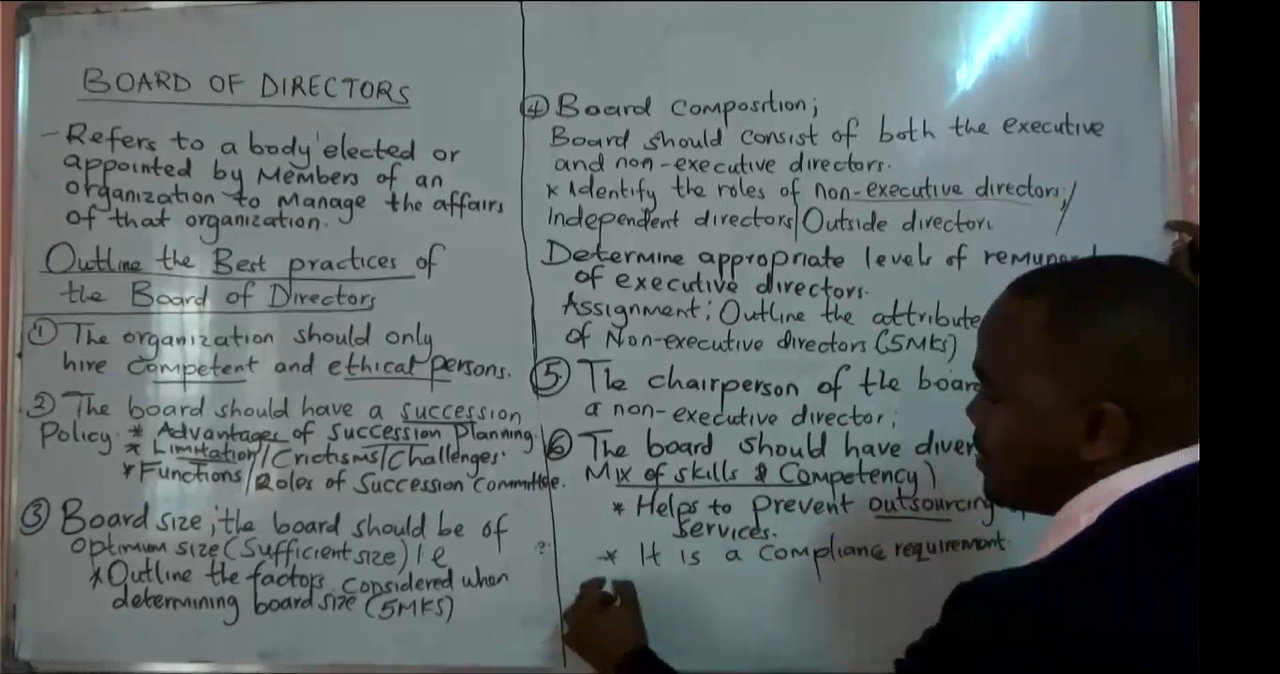 BOARD OF DIRECTORS
- Refers to a body elected or
appointed by Members of an
organization to Manage the affairs
of that organization.
Outline the Best practices of
the Board of Directors
① The organization should only
hire competent and ethical persons.
② The board should have a succession
Policy. * Advantages of Succession Planning.
* Limitation/Crictisms/Challenges.
* Functions/Roles of Succession Committee.
③ Board size; the board should be of
Optimum size (Sufficient size) i.e
* Outline the factors considered when
determining board size (5MKS)
④ Board Composition;
Board should consist of both the executive
and non-executive directors.
* Identify the roles of non-executive directors;/
Independent directors/Outside director
Determine appropriate levels of
of executive directors.
Assignment; Outline the attribute
of Non-executive directors (5MKS)
⑤ The chairperson of the boar
a non-executive director;
⑥ The board should have diver
Mix of skills & Competency)
* Helps to Prevent outsourcing
Services.
* It is a compliance requirement